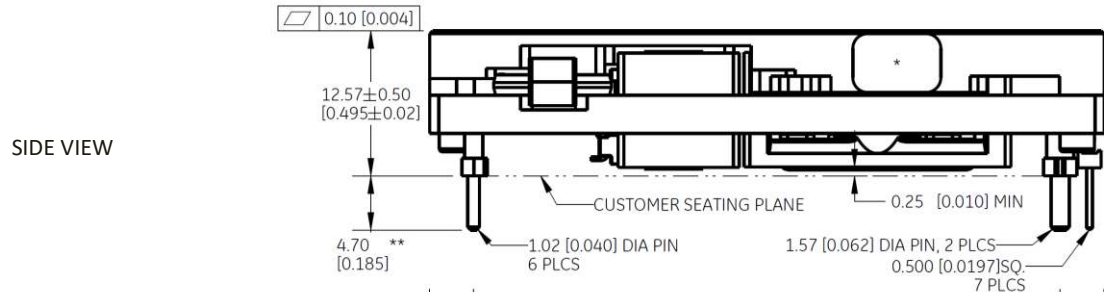 0.10 [0.004]
12.57±0.50
[0.495±0.02]
*
SIDE VIEW
CUSTOMER SEATING PLANE
0.25 [0.010] MIN
4.70 **
[0.185]
1.02 [0.040] DIA PIN
6 PLCS
1.57 [0.062] DIA PIN, 2 PLCS
0.500 [0.0197]SQ.
7 PLCS